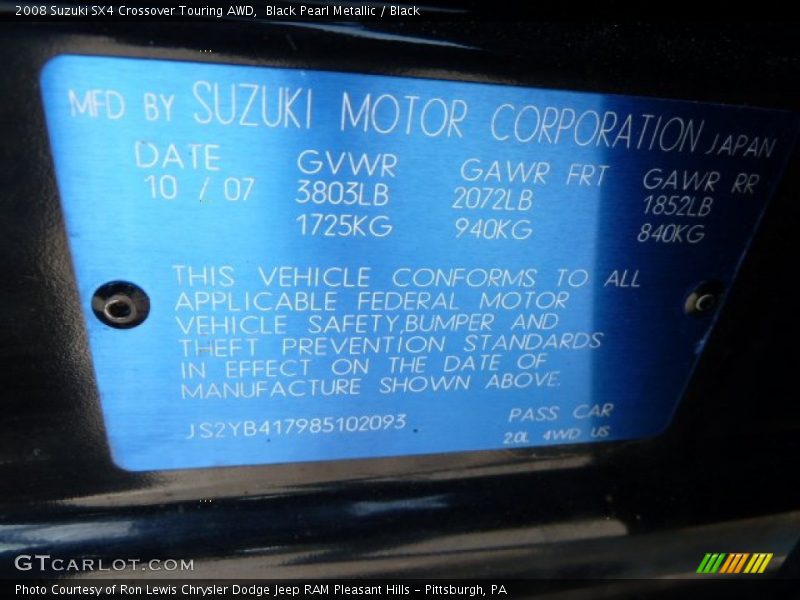 2008 Suzuki SX4 Crossover Touring AWD,  Black Pearl Metallic / Black
MFD BY SUZUKI MOTOR CORPORATION JAPAN
DATE GVWR GAWR FRT GAWR RR
10 / 07 3803LB 2072LB 1852LB
1725KG 940KG 840KG
THIS VEHICLE CONFORMS TO ALL
APPLICABLE FEDERAL MOTOR
VEHICLE SAFETY,BUMPER AND
THEFT PREVENTION STANDARDS
IN EFFECT ON THE DATE OF
MANUFACTURE SHOWN ABOVE.
JS2YB417985102093 PASS CAR
2.0L 4WD US
GTCARLOT.COM
Photo Courtesy of Ron Lewis Chrysler Dodge Jeep RAM Pleasant Hills - Pittsburgh, PA